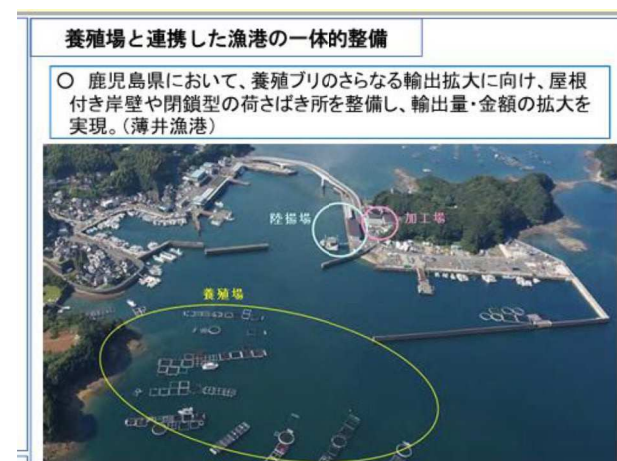 養殖場と連携した漁港の一体的整備
○ 鹿児島県において、養殖ブリのさらなる輸出拡大に向け、屋根
付き岸壁や閉鎖型の荷さばき所を整備し、輸出量・金額の拡大を
実現。（薄井漁港）
陸揚場
加工場
養殖場